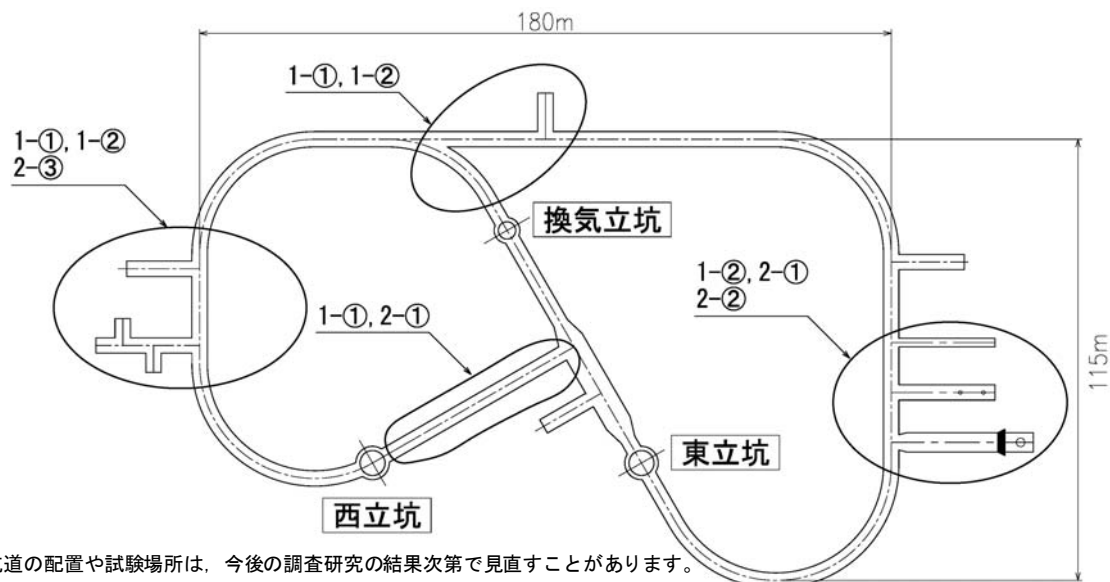 180m
1-①, 1-②
1-①, 1-②
2-③
換気立坑
1-②, 2-①
2-②
1-①, 2-①
115m
東立坑
西立坑
道の配置や試験場所は，今後の調査研究の結果次第で見直すことがあります。